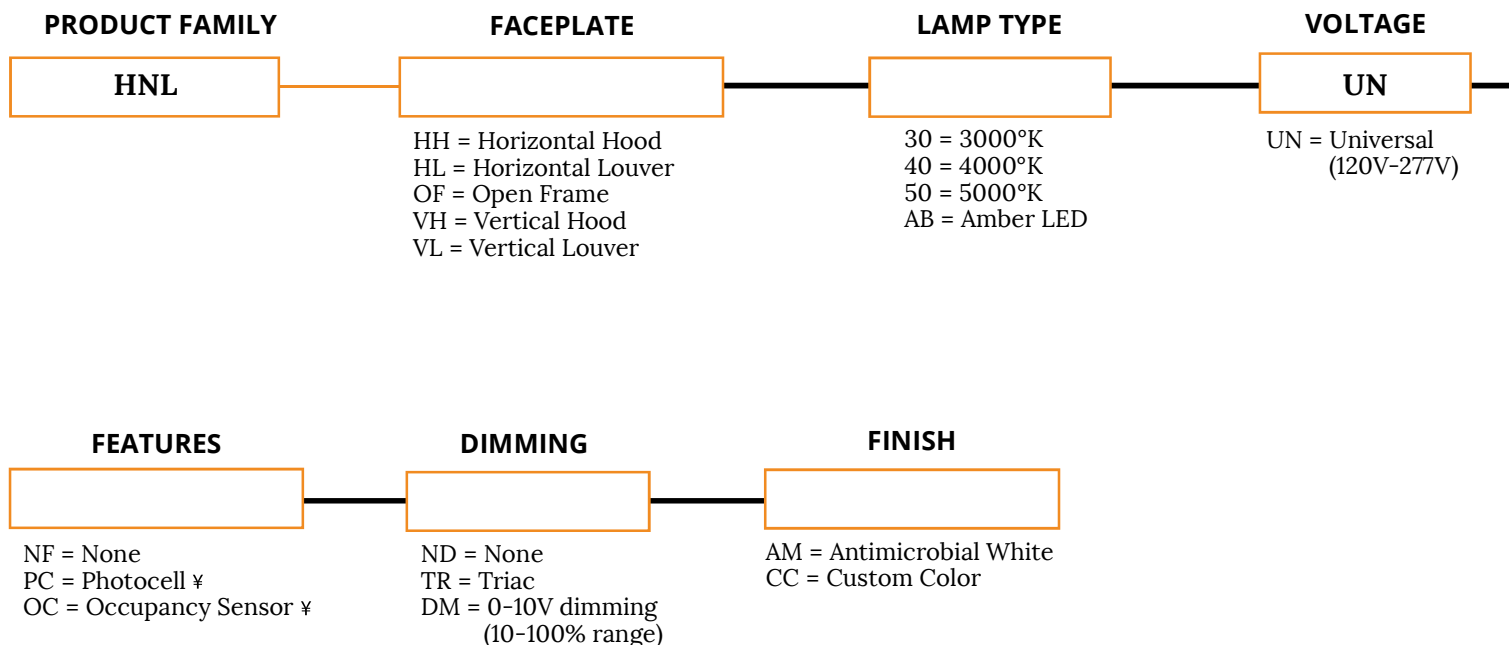 PRODUCT FAMILY
HNL
FACEPLATE
HH = Horizontal Hood
HL = Horizontal Louver
OF = Open Frame
VH = Vertical Hood
VL = Vertical Louver
LAMP TYPE
30 = 3000°K
40 = 4000°K
50 = 5000°K
AB = Amber LED
VOLTAGE
UN
UN = Universal
(120V-277V)
FEATURES
NF = None
PC = Photocell ¥
OC = Occupancy Sensor ¥
DIMMING
ND = None
TR = Triac
DM = 0-10V dimming
(10-100% range)
FINISH
AM = Antimicrobial White
CC = Custom Color